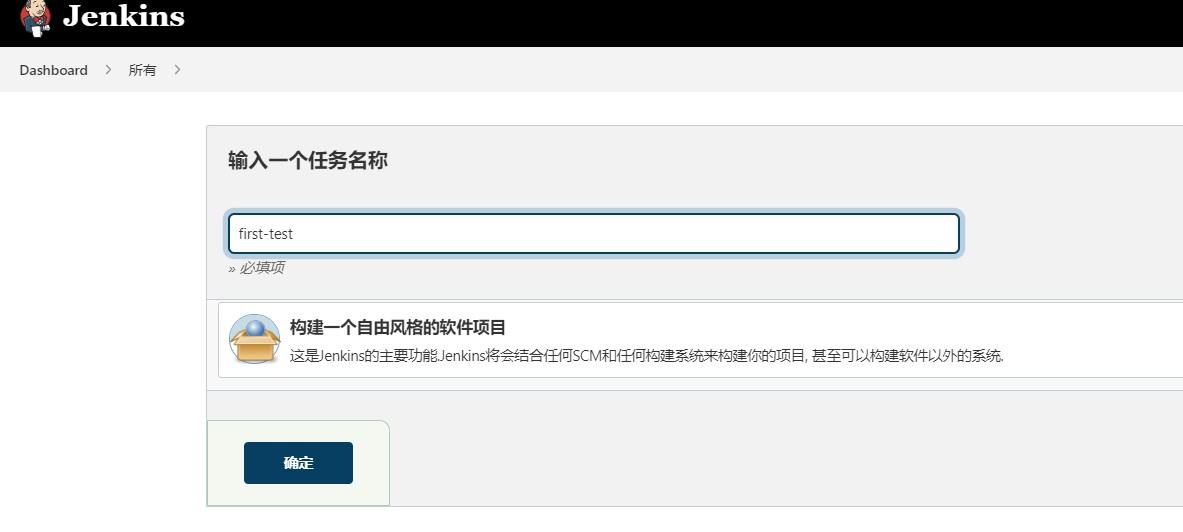 Jenkins
Dashboard > 所有 >
输入一个任务名称
first-test
» 必填项
构建一个自由风格的软件项目
这是Jenkins的主要功能.Jenkins将会结合任何SCM和任何构建系统来构建你的项目, 甚至可以构建软件以外的系统.
确定